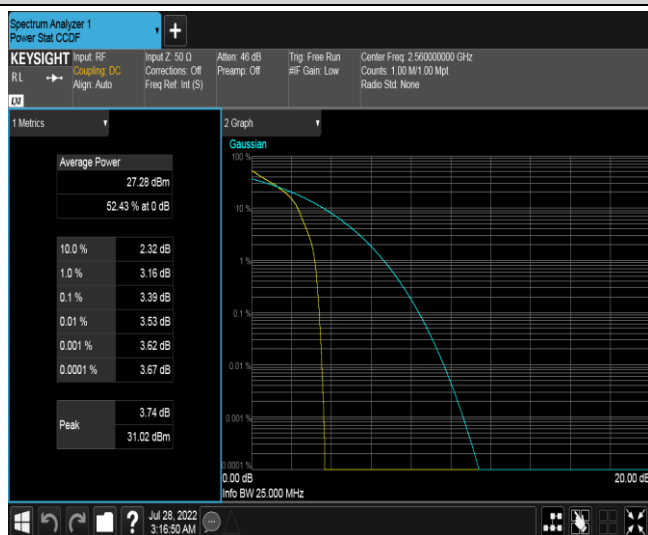 Spectrum Analyzer 1
Power Stat CCDF
+
KEYSIGHT
RL
LXI
Input: RF
Coupling: DC
Align: Auto
Input Z: 50 Ω
Corrections: Off
Freq Ref: Int (S)
Atten: 46 dB
Preamp: Off
Trig: Free Run
#IF Gain: Low
Center Freq: 2.560000000 GHz
Counts: 1.00 M/1.00 Mpt
Radio Std: None
1 Metrics
Average Power
27.28 dBm
52.43 % at 0 dB
10.0 % 2.32 dB
1.0 % 3.16 dB
0.1 % 3.39 dB
0.01 % 3.53 dB
0.001 % 3.62 dB
0.0001 % 3.67 dB
Peak
3.74 dB
31.02 dBm
2 Graph
Gaussian
100 %
10 %
1 %
0.1 %
0.01 %
0.001 %
0.0001 %
0.00 dB 20.00 dB
Info BW 25.000 MHz
?
Jul 28, 2022
3:16:50 AM